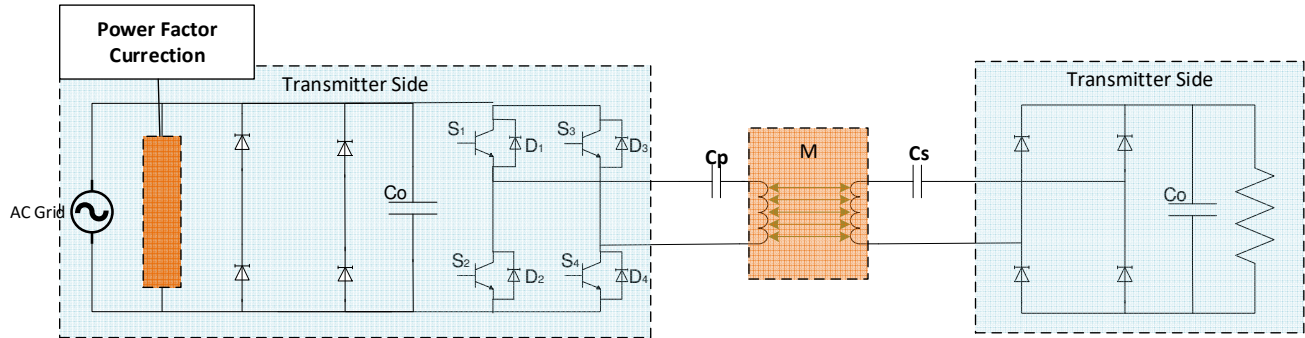 Power Factor
Currection
Transmitter Side
Transmitter Side
S1
D1
S3
D3
Cp
M
Cs
AC Grid
Co
Co
S2
D2
S4
D4